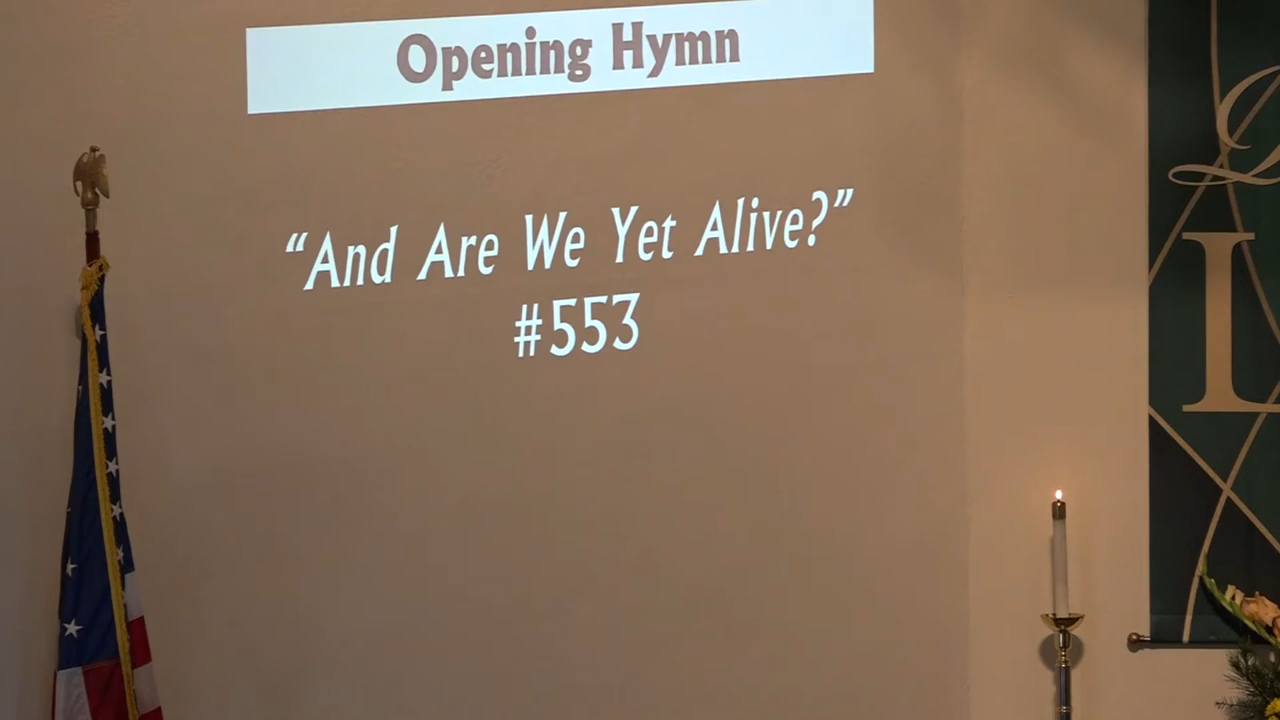 Opening Hymn
“And Are We Yet Alive?”
#553
L